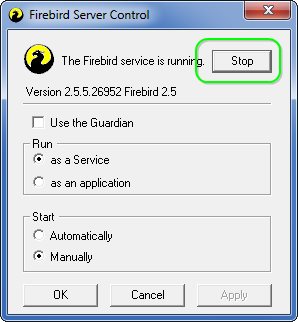 Firebird Server Control
The Firebird service is running. Stop
Version 2.5.5.26952 Firebird 2.5
Use the Guardian
Run
as a Service
as an application
Start
Automatically
Manually
OK Cancel Apply